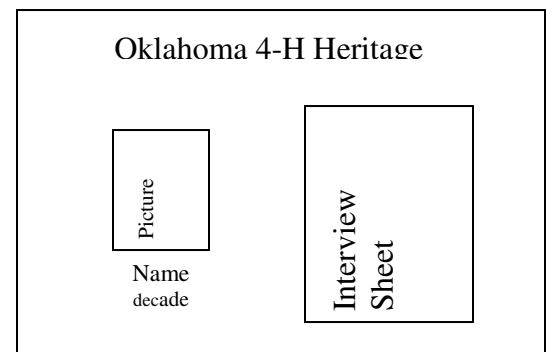 Oklahoma 4-H Heritage
Picture
Name
decade
Interview
Sheet